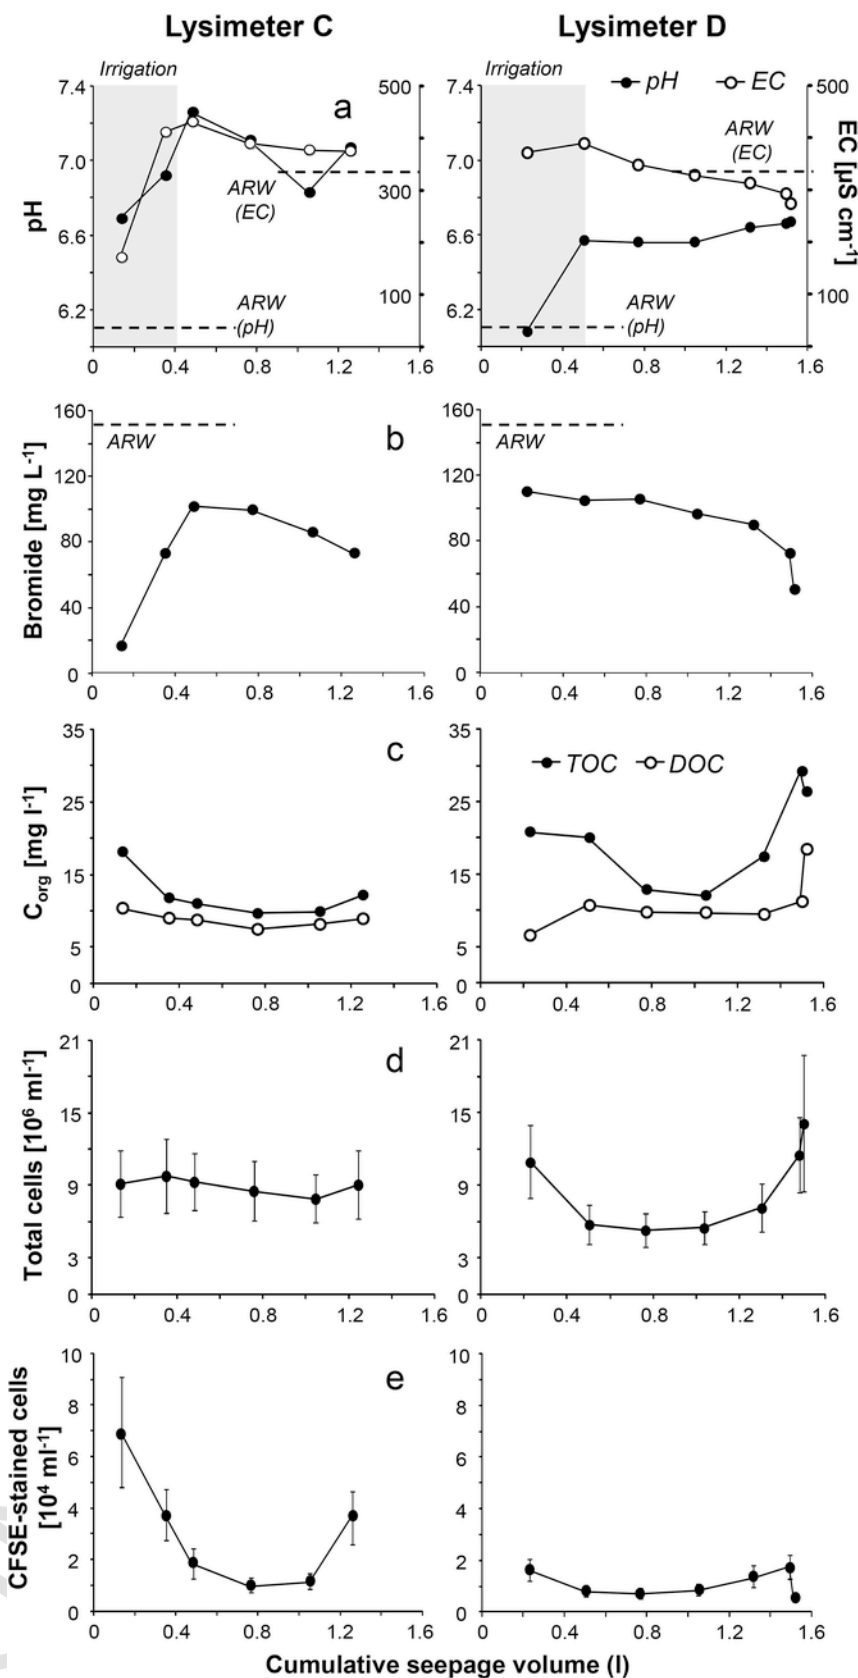 Lysimeter C Lysimeter D
Irrigation Irrigation pH EC
7.4 a 500 7.4 500
7.0 7.0 ARW
(EC)
ARW
(EC) 300 300
6.6 6.6
pH EC [µS cm-1]
6.2 ARW
(pH) 100 6.2 ARW
(pH) 100
0 0.4 0.8 1.2 1.6 0 0.4 0.8 1.2 1.6
160 b 160
ARW ARW
120 120
Bromide [mg L-1]
80 80
40 40
0 0
0 0.4 0.8 1.2 1.6 0 0.4 0.8 1.2 1.6
35 c 35
TOC DOC
25 25
Corg [mg l-1]
15 15
5 5
0 0
0 0.4 0.8 1.2 1.6 0 0.4 0.8 1.2 1.6
21 d 21
15 15
Total cells [10⁶ ml-1]
9 9
3 3
0 0
0 0.4 0.8 1.2 1.6 0 0.4 0.8 1.2 1.6
10 e 10
8 8
CFSE-stained cells
[10⁴ ml-1]
6 6
4 4
2 2
0 0
0 0.4 0.8 1.2 1.6 0 0.4 0.8 1.2 1.6
Cumulative seepage volume (l)